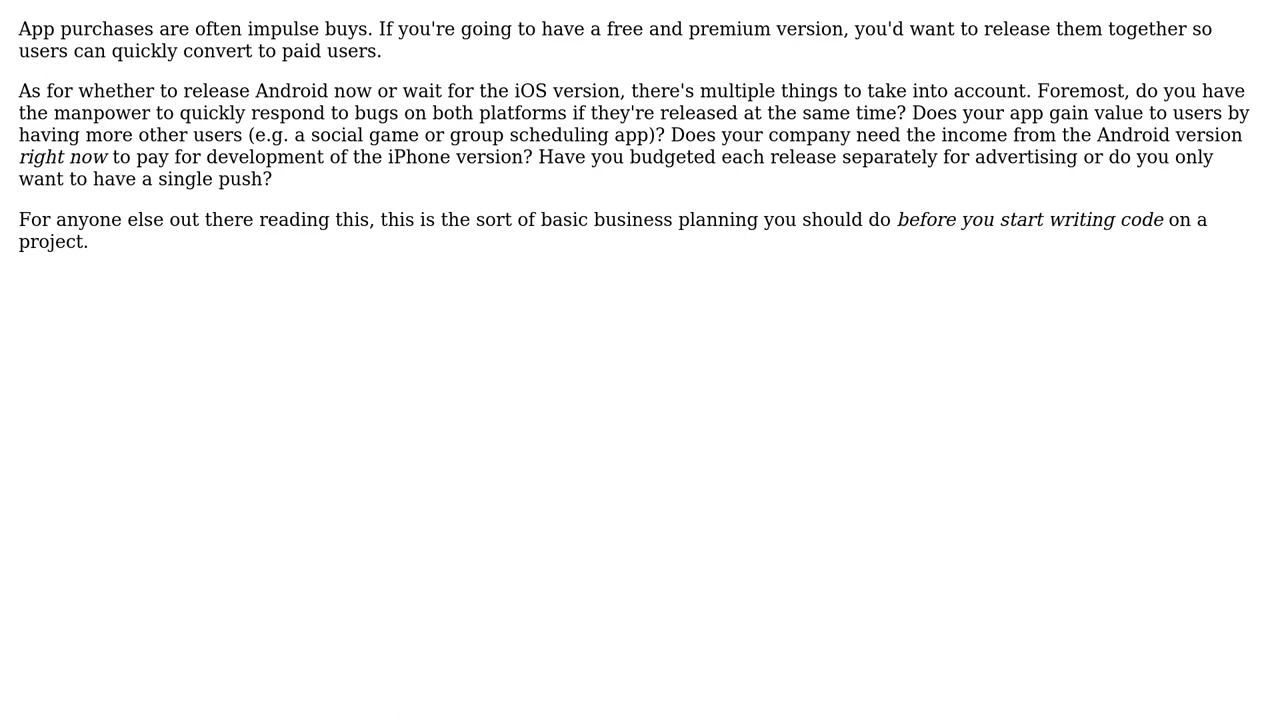 App purchases are often impulse buys. If you're going to have a free and premium version, you'd want to release them together so
users can quickly convert to paid users.
As for whether to release Android now or wait for the iOS version, there's multiple things to take into account. Foremost, do you have
the manpower to quickly respond to bugs on both platforms if they're released at the same time? Does your app gain value to users by
having more other users (e.g. a social game or group scheduling app)? Does your company need the income from the Android version
right now to pay for development of the iPhone version? Have you budgeted each release separately for advertising or do you only
want to have a single push?
For anyone else out there reading this, this is the sort of basic business planning you should do before you start writing code on a
project.